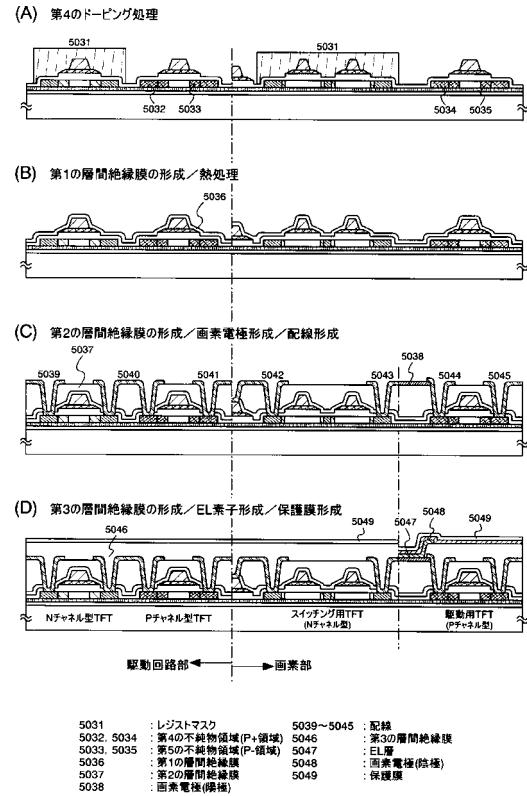 (A) 第4のドーピング処理
5031 5031
5032 5033 5034 5035
(B) 第1の層間絶縁膜の形成/熱処理
5036
(C) 第2の層間絶縁膜の形成/画素電極形成/配線形成
5037 5038
5039 5040 5041 5042 5043 5044 5045
(D) 第3の層間絶縁膜の形成/EL素子形成/保護膜形成
5046 5049 5047 5048 5049
Nチャネル型TFT Pチャネル型TFT スイッチング用TFT 駆動用TFT
(Nチャネル型) (Pチャネル型)
駆動回路部 画素部
5031 :レジストマスク 5039~5045 :配線
5032, 5034 :第4の不純物領域(P+領域) 5046 :第3の層間絶縁膜
5033, 5035 :第5の不純物領域(P-領域) 5047 :EL層
5036 :第1の層間絶縁膜 5048 :画素電極(陰極)
5037 :第2の層間絶縁膜 5049 :保護膜
5038 :画素電極(陽極)